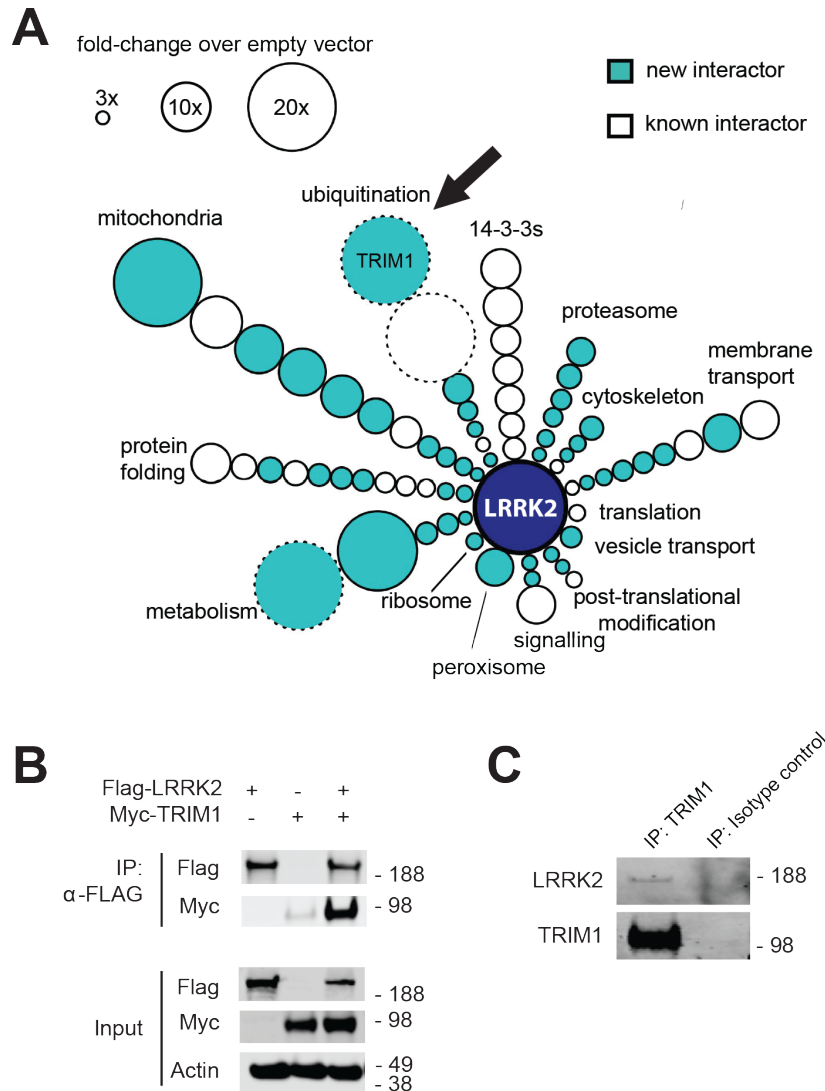 A
fold-change over empty vector
3x
10x
20x
new interactor
known interactor
ubiquitination
mitochondria
TRIM1
14-3-3s
proteasome
membrane
transport
cytoskeleton
protein
folding
LRRK2
translation
vesicle transport
ribosome
metabolism
post-translational
modification
signalling
peroxisome
B
Flag-LRRK2 + - +
Myc-TRIM1 - + +
IP:
α-FLAG
Flag
- 188
Myc
- 98
Input
Flag
- 188
Myc
- 98
Actin
- 49
- 38
C
IP: TRIM1
IP: Isotype control
LRRK2
- 188
TRIM1
- 98